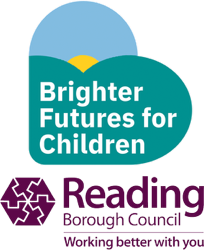 Brighter
Futures for
Children
Reading
Borough Council
Working better with you